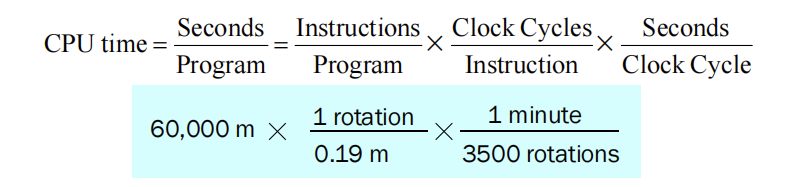 CPU time = Seconds/Program = Instructions/Program × Clock Cycles/Instruction × Seconds/Clock Cycle
60,000 m × 1 rotation/0.19 m × 1 minute/3500 rotations